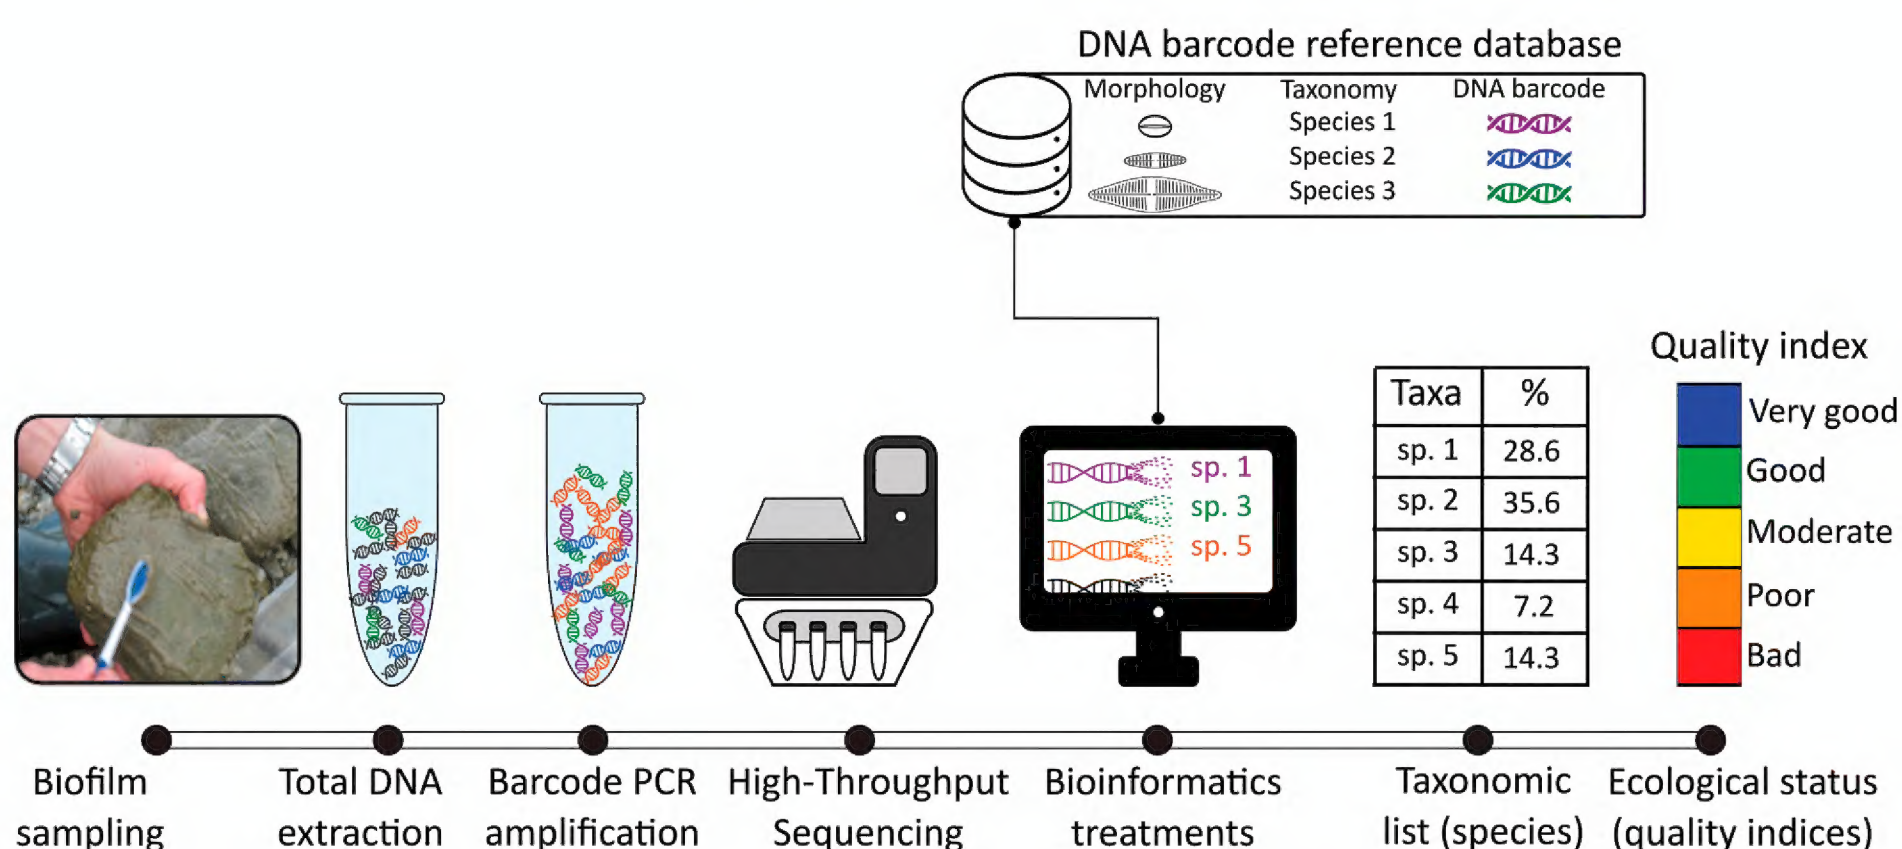 DNA barcode reference database
Morphology Taxonomy DNA barcode
Species 1
Species 2
Species 3
Quality index
Very good
Good
Moderate
Poor
Bad
Taxa %
sp. 1 28.6
sp. 2 35.6
sp. 3 14.3
sp. 4 7.2
sp. 5 14.3
sp. 1
sp. 3
sp. 5
Biofilm
sampling
Total DNA
extraction
Barcode PCR
amplification
High-Throughput
Sequencing
Bioinformatics
treatments
Taxonomic
list (species)
Ecological status
(quality indices)